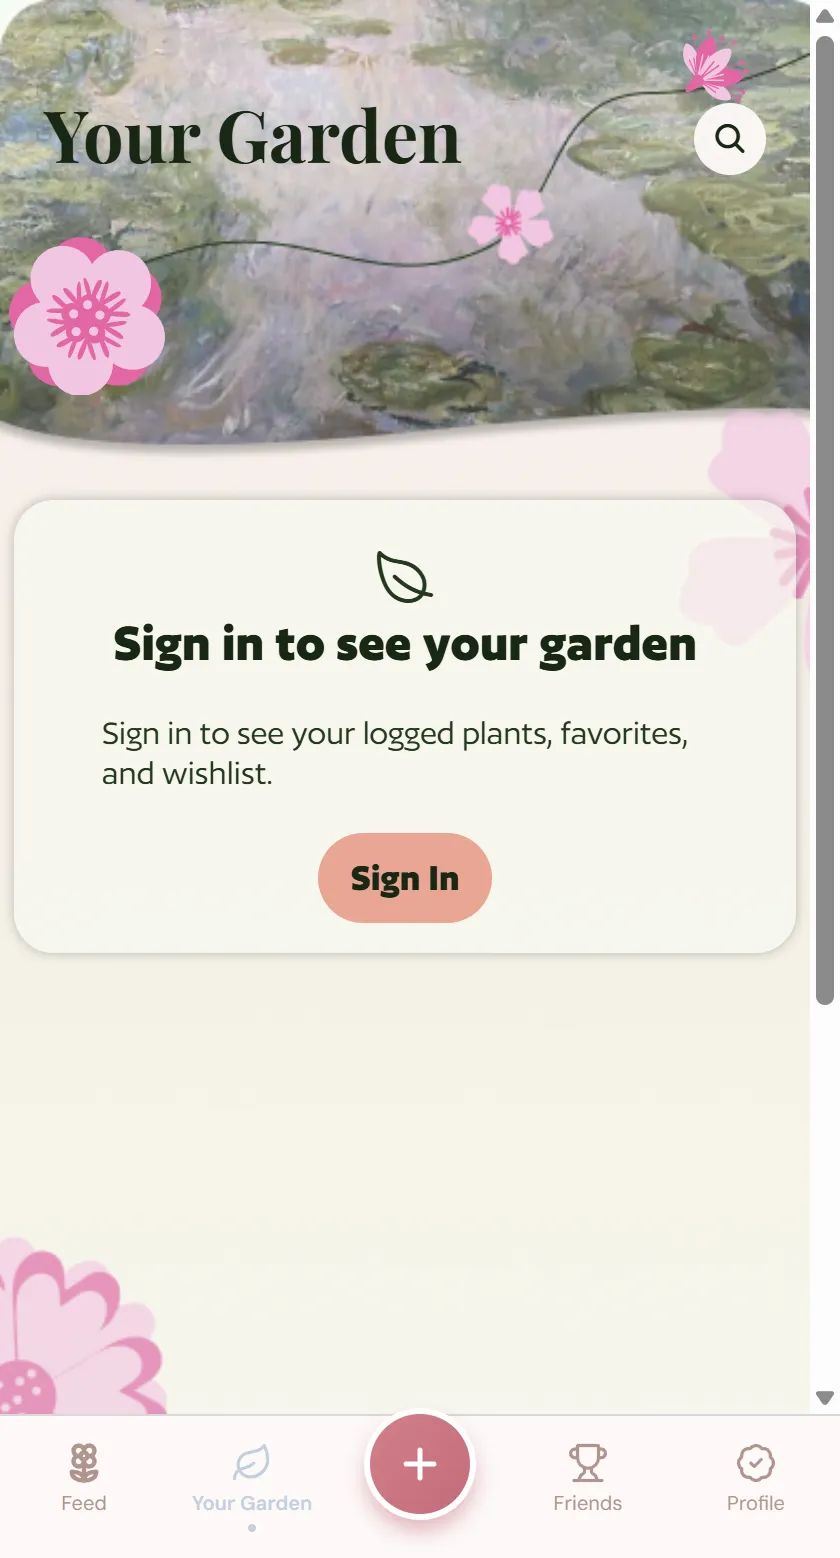 Your Garden
Sign in to see your garden
Sign in to see your logged plants, favorites,
and wishlist.
Sign In
Feed
Your Garden
Friends
Profile